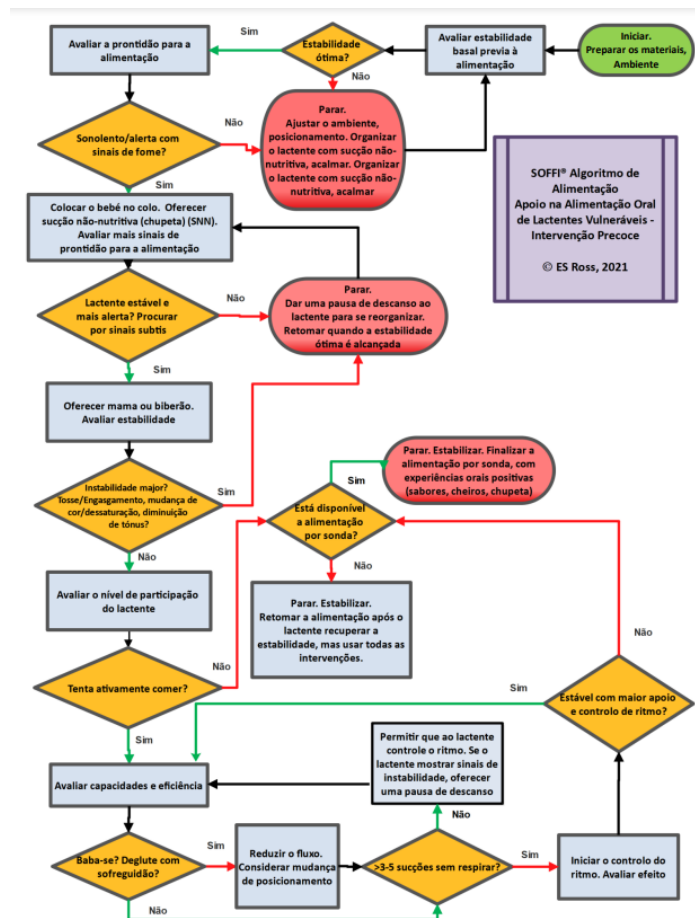 Iniciar.
Preparar os materiais,
Ambiente
Avaliar estabilidade
basal previa à
alimentação
Estabilidade
ótima?
Sim
Não
Avaliar a prontidão para a
alimentação
Parar.
Ajustar o ambiente,
posicionamento. Organizar
o lactente com sucção não-
nutritiva, acalmar. Organizar
o lactente com sucção não-
nutritiva, acalmar
Sonolento/alerta com
sinais de fome?
Não
Sim
SOFFI® Algoritmo de
Alimentação
Apoio na Alimentação Oral
de Lactentes Vulneráveis -
Intervenção Precoce
© ES Ross, 2021
Colocar o bebé no colo. Oferecer
sucção não-nutritiva (chupeta) (SNN).
Avaliar mais sinais de
prontidão para a alimentação
Lactente estável e
mais alerta? Procurar
por sinais subtis
Não
Sim
Parar.
Dar uma pausa de descanso ao
lactente para se reorganizar.
Retomar quando a estabilidade
ótima é alcançada
Oferecer mama ou biberão.
Avaliar estabilidade
Instabilidade major?
Tosse/Engasgamento, mudança de
cor/dessaturação, diminuição
de tónus?
Sim
Não
Parar. Estabilizar. Finalizar a
alimentação por sonda, com
experiências orais positivas
(sabores, cheiros, chupeta)
Sim
Está disponível
a alimentação
por sonda?
Não
Avaliar o nível de participação
do lactente
Parar. Estabilizar.
Retomar a alimentação após o
lactente recuperar a
estabilidade, mas usar todas as
intervenções.
Tenta ativamente comer?
Não
Sim
Não
Estável com maior apoio
e controlo de ritmo?
Sim
Avaliar capacidades e eficiência
Permitir que ao lactente
controle o ritmo. Se o
lactente mostrar sinais de
instabilidade, oferecer
uma pausa de descanso
Não
Baba-se? Deglute com
sofreguidão?
Sim
Não
Reduzir o fluxo.
Considerar mudança
de posicionamento
>3-5 sucções sem respirar?
Sim
Iniciar o controlo do
ritmo. Avaliar efeito